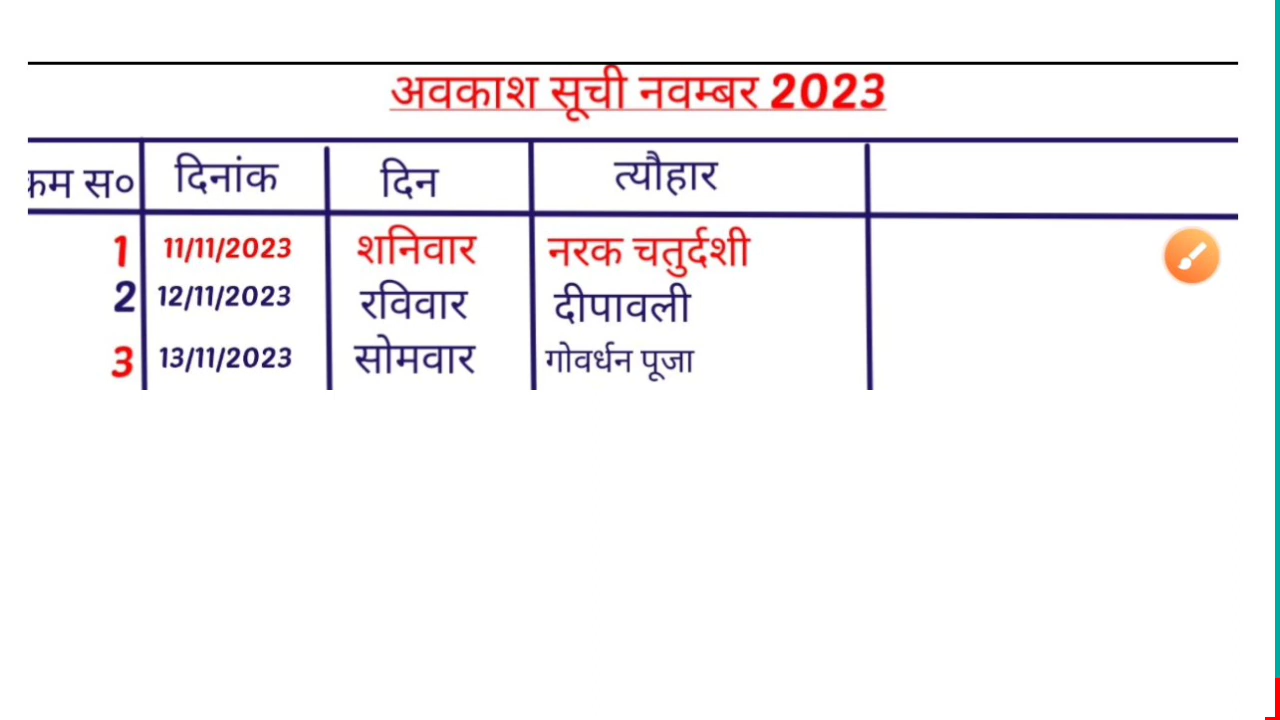 अवकाश सूची नवम्बर 2023
क्रम स० दिनांक दिन त्यौहार
1 11/11/2023 शनिवार नरक चतुर्दशी
2 12/11/2023 रविवार दीपावली
3 13/11/2023 सोमवार गोवर्धन पूजा